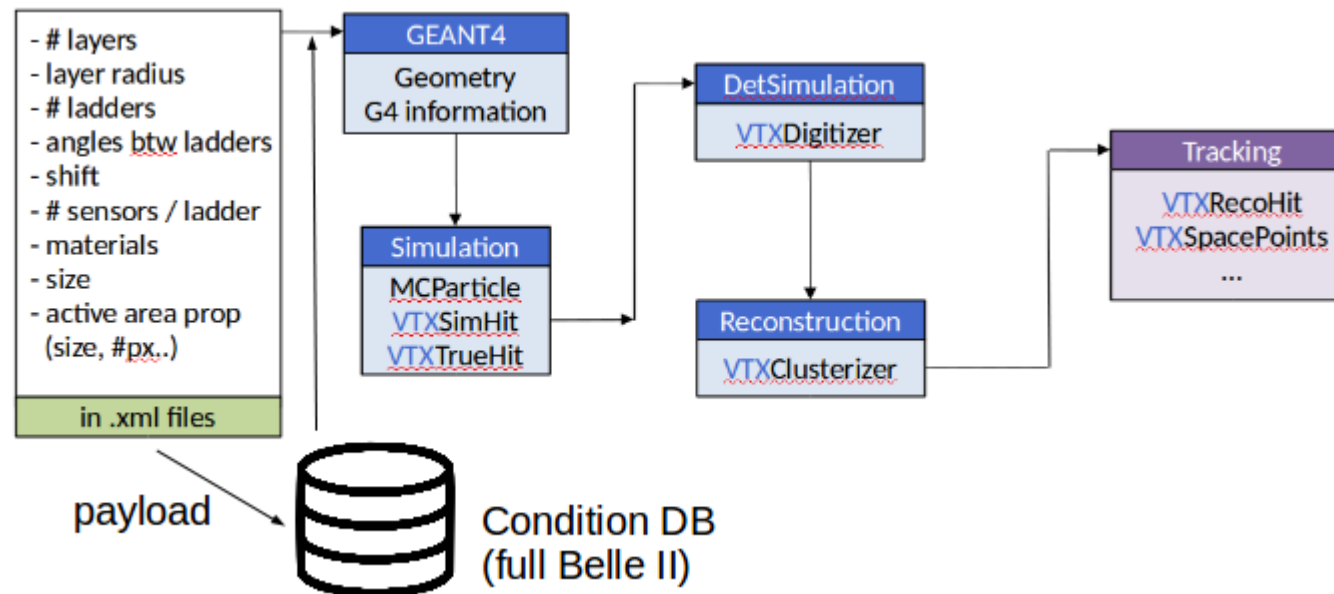 - # layers
- layer radius
- # ladders
- angles btw ladders
- shift
- # sensors / ladder
- materials
- size
- active area prop
(size, #px..)
in .xml files
payload
Condition DB
(full Belle II)
GEANT4
Geometry
G4 information
Simulation
MCParticle
VTXSimHit
VTXTrueHit
DetSimulation
VTXDigitizer
Reconstruction
VTXClusterizer
Tracking
VTXRecoHit
VTXSpacePoints
...